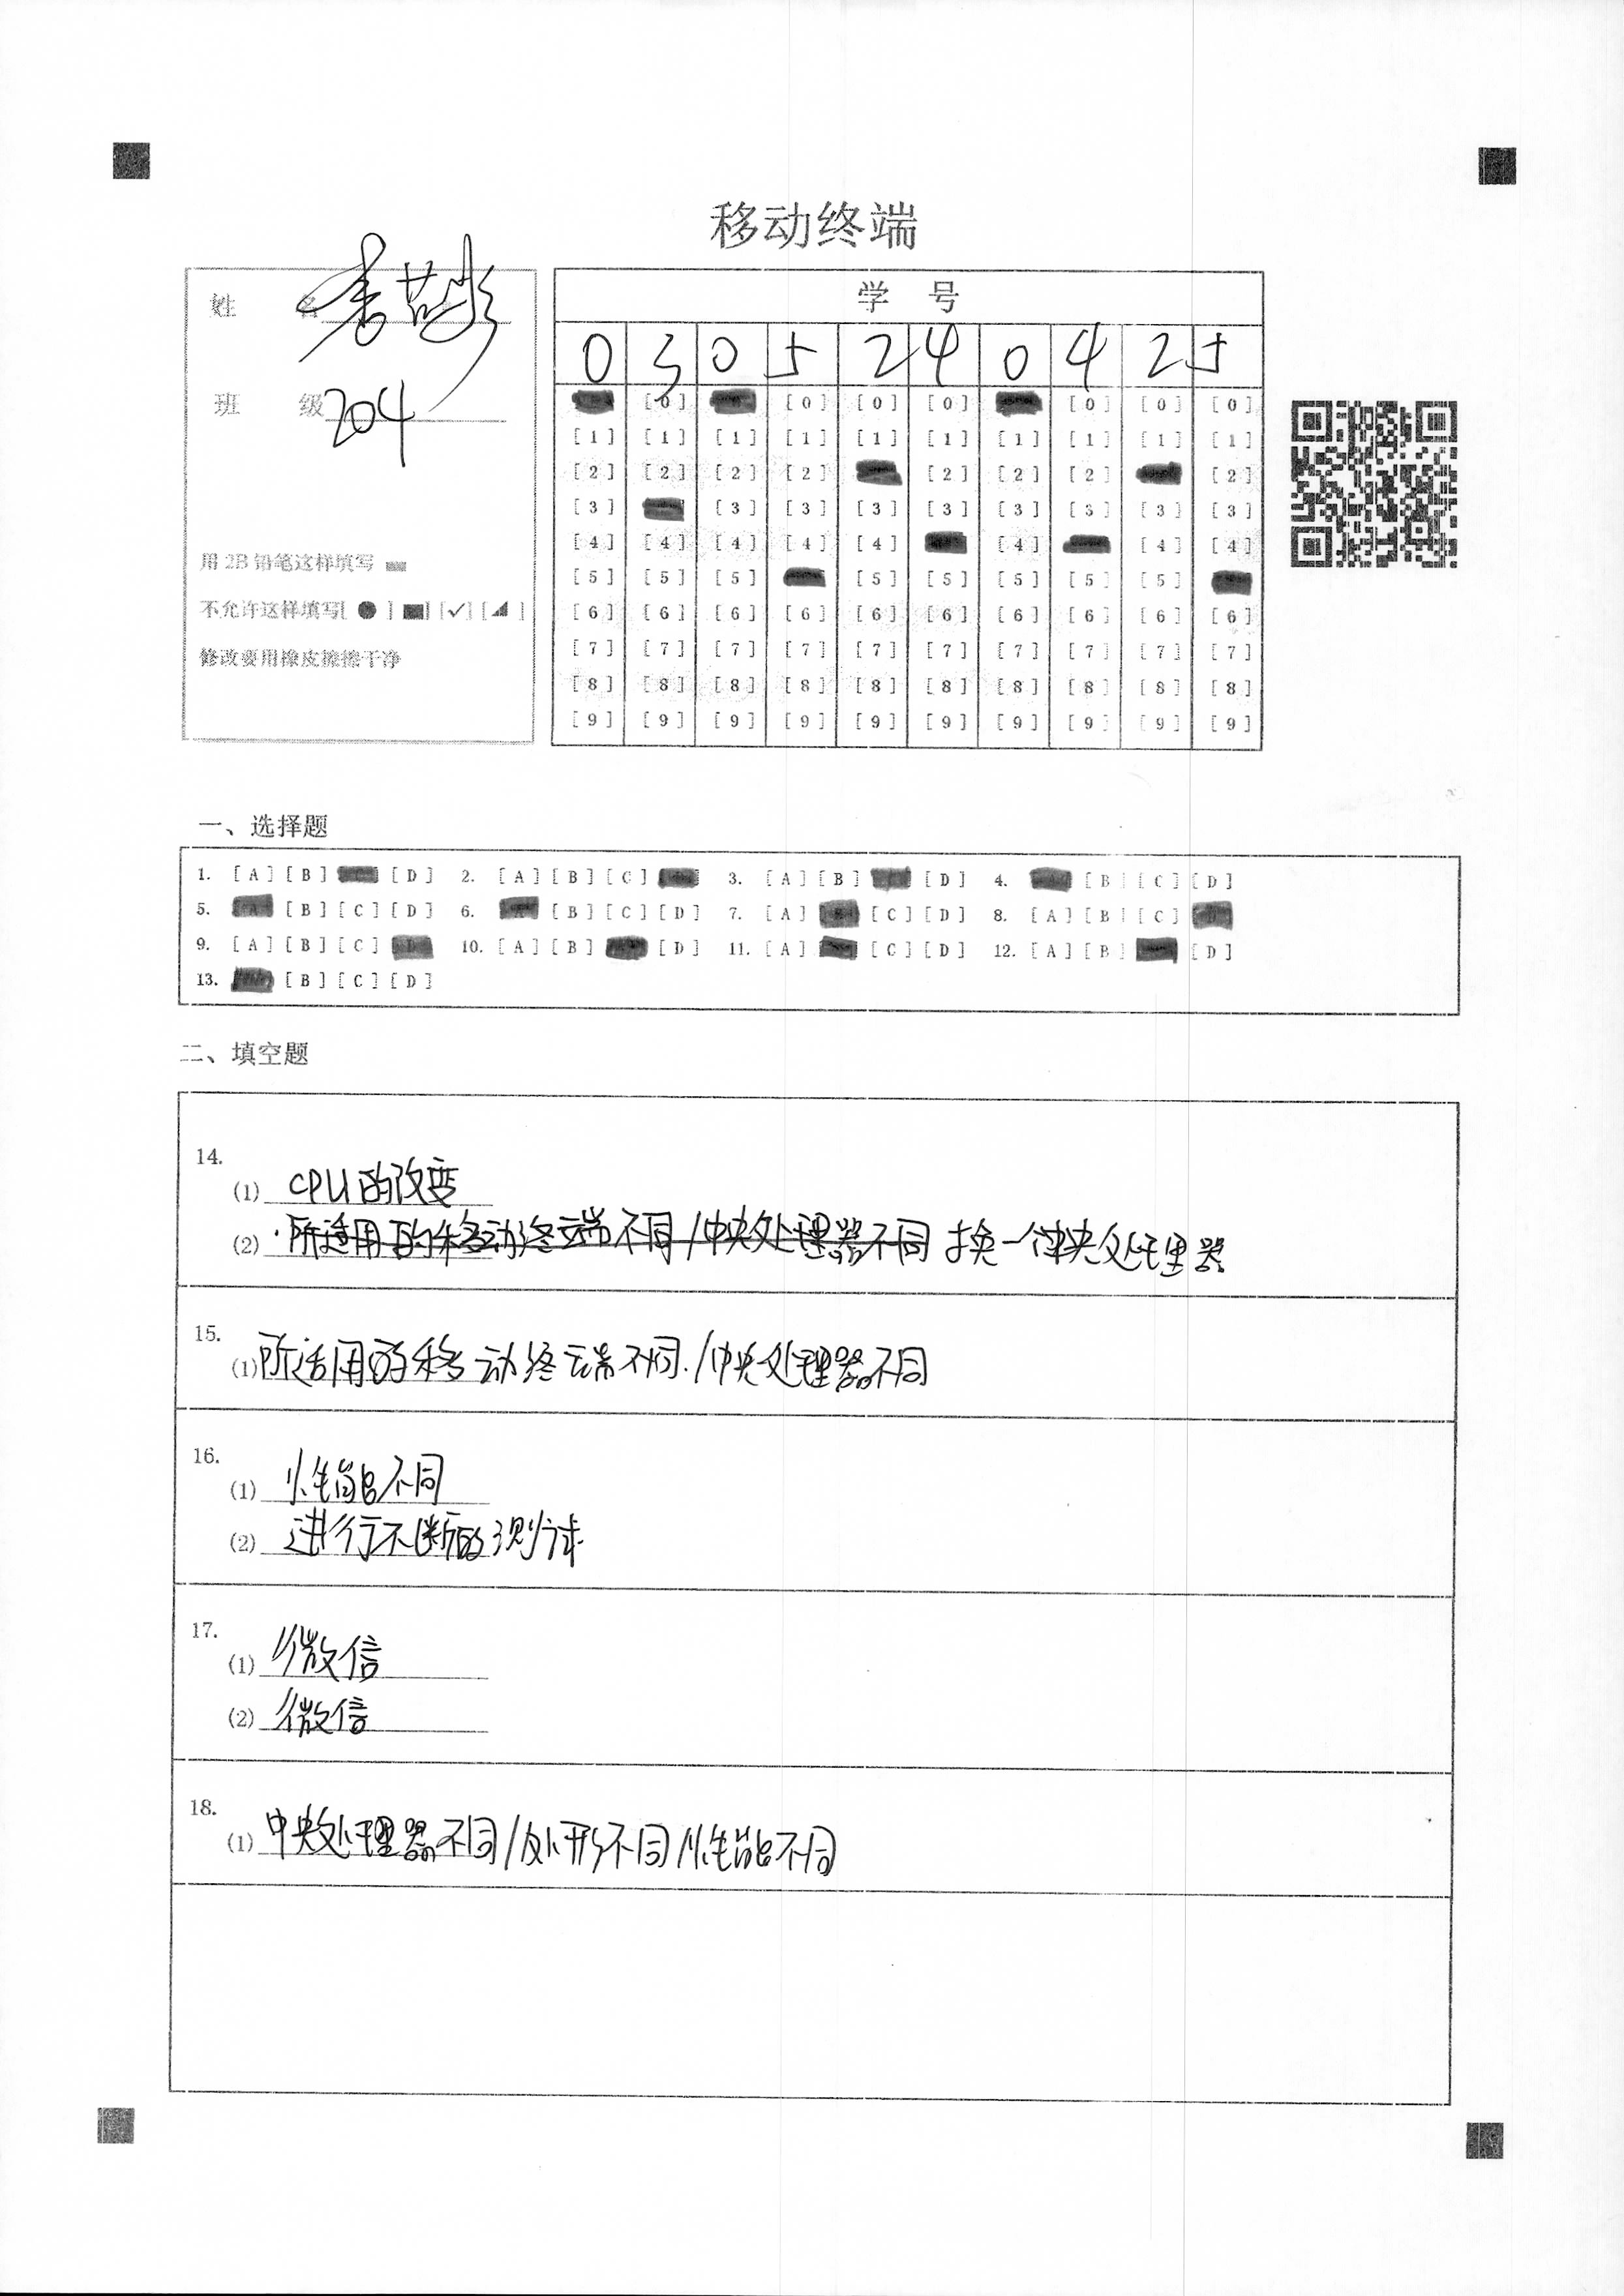 移动终端
姓 名
班 级 204
用 2B 铅笔这样填写
不允许这样填写[ ● ] [■] [✓] [◢ ]
修改要用橡皮擦擦干净
学 号
0 3 0 5 2 4 0 4 2 5
[0] [0] [0] [0] [0] [0]
[1] [1] [1] [1] [1] [1] [1] [1] [1] [1]
[2] [2] [2] [2] [2] [2] [2] [2]
[3] [3] [3] [3] [3] [3] [3] [3] [3]
[4] [4] [4] [4] [4] [4] [4] [4]
[5] [5] [5] [5] [5] [5] [5] [5]
[6] [6] [6] [6] [6] [6] [6] [6] [6] [6]
[7] [7] [7] [7] [7] [7] [7] [7] [7] [7]
[8] [8] [8] [8] [8] [8] [8] [8] [8] [8]
[9] [9] [9] [9] [9] [9] [9] [9] [9] [9]
一、选择题
1. [A] [B] [C] [D] 2. [A] [B] [C] 3. [A] [B] [D] 4. [B] [C] [D]
5. [A] [B] [C] [D] 6. [A] [B] [C] [D] 7. [A] [B] [C] [D] 8. [A] [B] [C] [D]
9. [A] [B] [C] [D] 10. [A] [B] [D] 11. [A] [C] [D] 12. [A] [B] [D]
13. [B] [C] [D]
二、填空题
14.
(1) CPU的改变
(2) 所适用的移动终端不同/中央处理器不同 换一个中央处理器
15.
(1) 所适用的移动终端不同./中央处理器不同
16.
(1) 性能不同
(2) 进行不断的测试
17.
(1) 微信
(2) 微信
18.
(1) 中央处理器不同/外形不同/性能不同